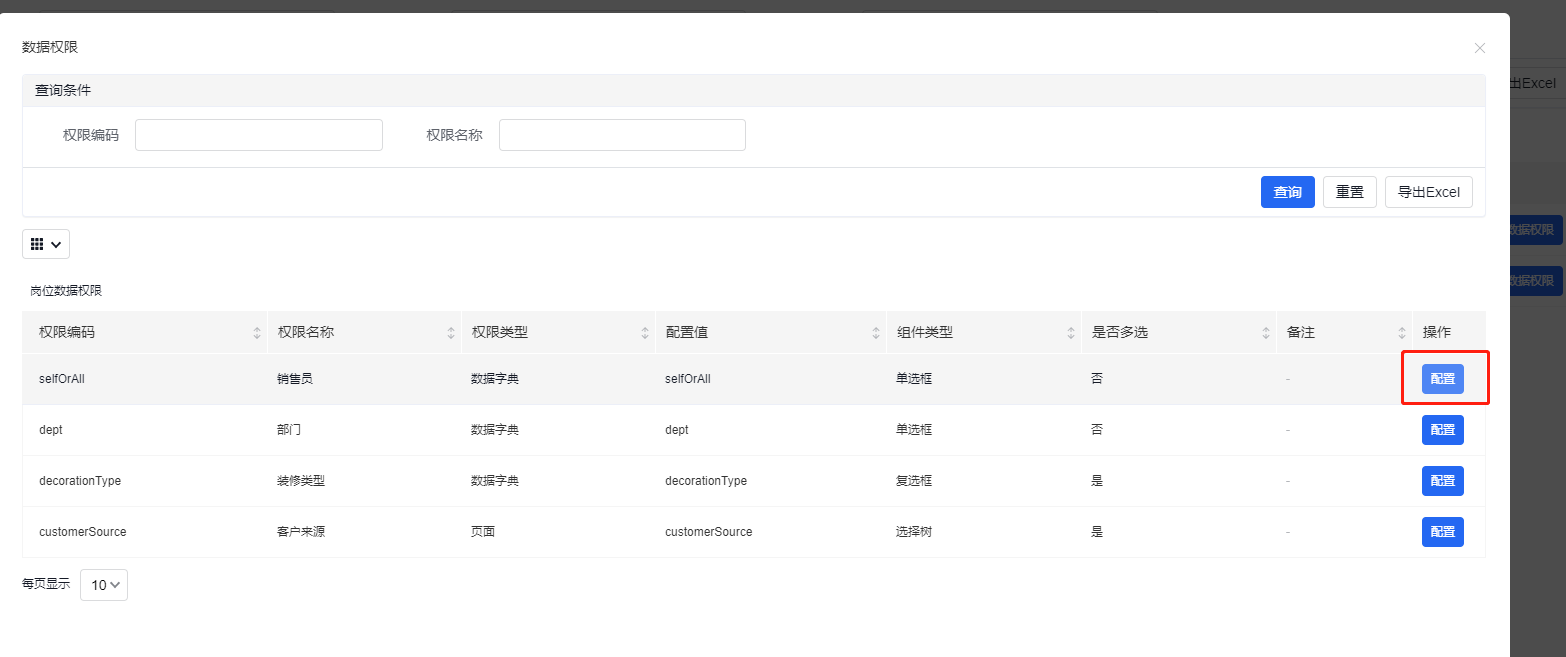 数据权限
查询条件
权限编码 权限名称
出Excel
查询 重置 导出Excel
数据权限
数据权限
岗位数据权限
权限编码 权限名称 权限类型 配置值 组件类型 是否多选 备注 操作
selfOrAll 销售员 数据字典 selfOrAll 单选框 否 - 配置
dept 部门 数据字典 dept 单选框 否 - 配置
decorationType 装修类型 数据字典 decorationType 复选框 是 - 配置
customerSource 客户来源 页面 customerSource 选择树 是 - 配置
每页显示 10